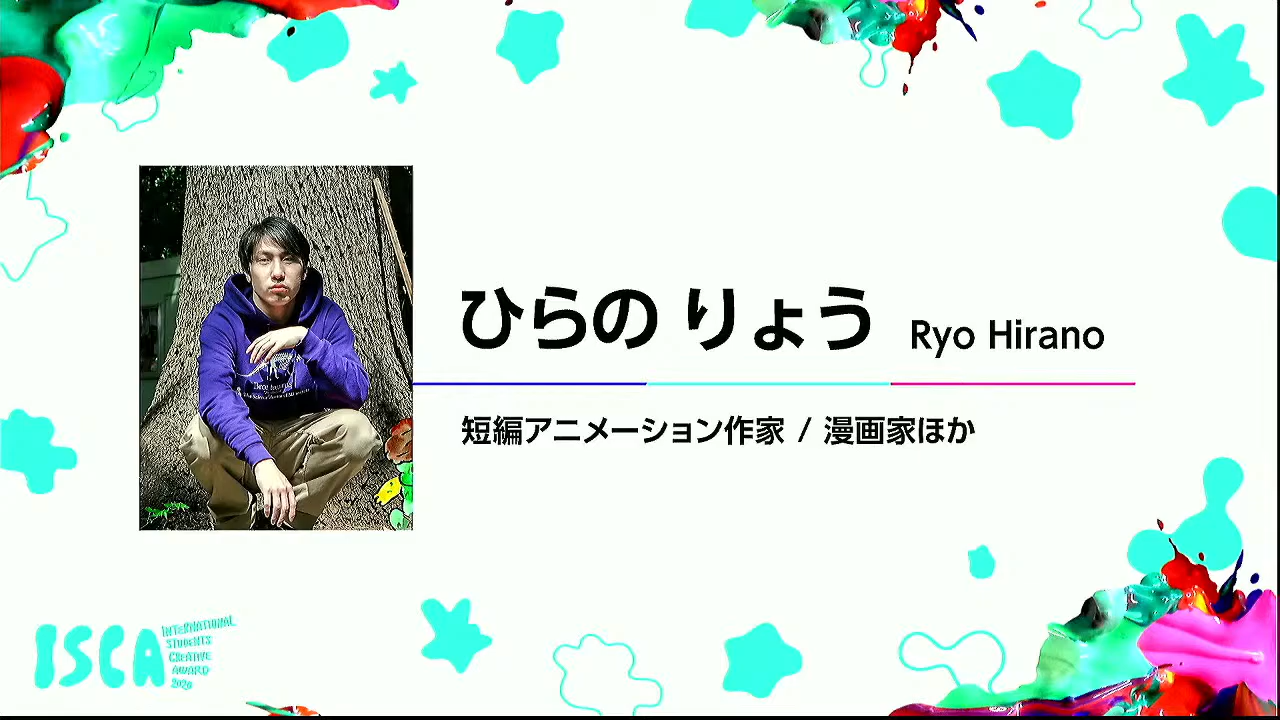 ひらの りょう Ryo Hirano
短編アニメーション作家 / 漫画家ほか
ISCA
INTERNATIONAL
STUDENTS
CREATIVE
AWARD
2020